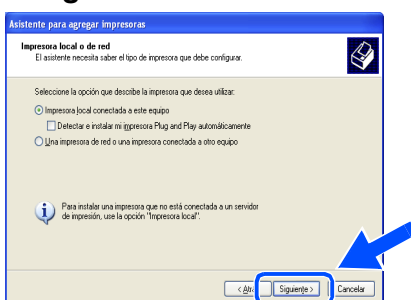 Asistente para agregar impresoras
Impresora local o de red
El asistente necesita saber el tipo de impresora que debe configurar.
Seleccione la opción que describe la impresora que desea utilizar:
Impresora local conectada a este equipo
Detectar e instalar mi impresora Plug and Play automáticamente
Una impresora de red o una impresora conectada a otro equipo
Para instalar una impresora que no está conectada a un servidor
de impresión, use la opción "Impresora local".
< Atrás Siguiente > Cancelar